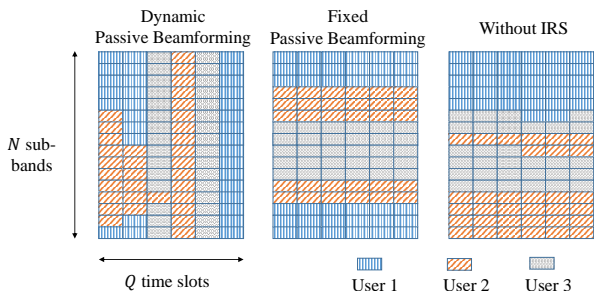 Dynamic
Passive Beamforming
Fixed
Passive Beamforming
Without IRS
N sub-
bands
Q time slots
User 1
User 2
User 3